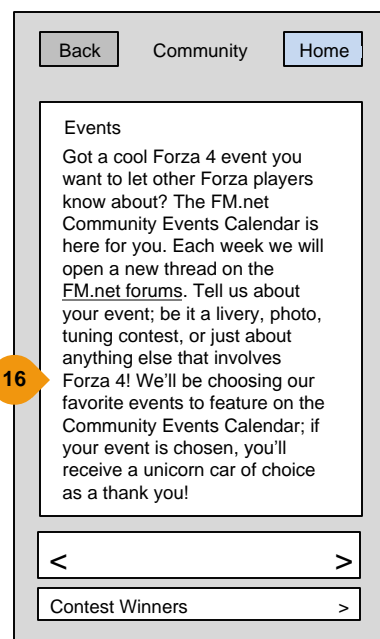 Back Community Home
Events
Got a cool Forza 4 event you
want to let other Forza players
know about? The FM.net
Community Events Calendar is
here for you. Each week we will
open a new thread on the
FM.net forums. Tell us about
your event; be it a livery, photo,
tuning contest, or just about
anything else that involves
16 Forza 4! We’ll be choosing our
favorite events to feature on the
Community Events Calendar; if
your event is chosen, you’ll
receive a unicorn car of choice
as a thank you!
< >
Contest Winners >